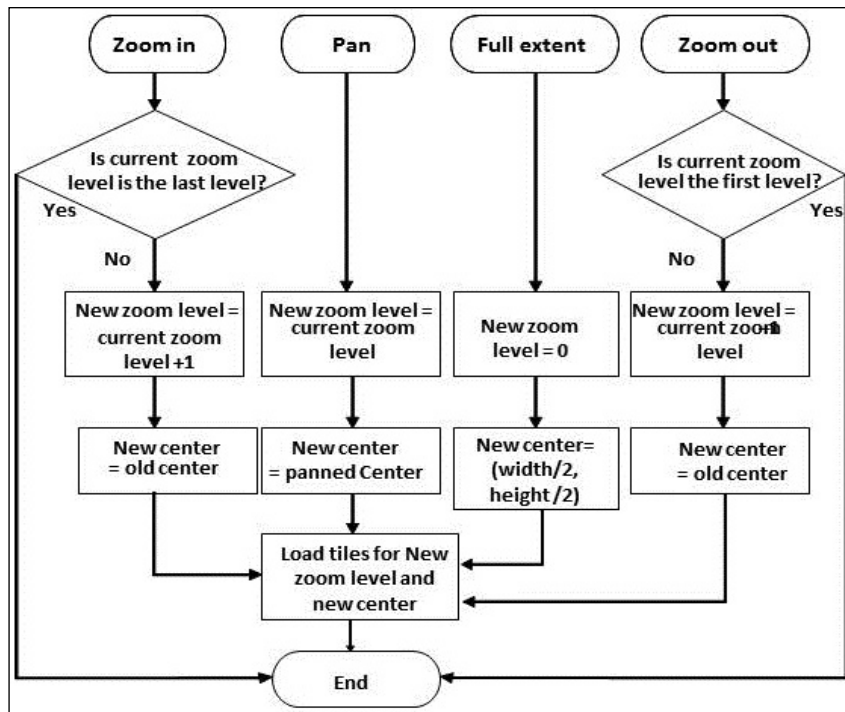 Zoom in
Pan
Full extent
Zoom out
Is current zoom
level is the last level?
Yes
No
Is current zoom
level the first level?
Yes
No
New zoom level =
current zoom
level +1
New zoom level =
current zoom
level
New zoom
level = 0
New zoom level =
current zoom
level
New center
= old center
New center
= panned Center
New center=
(width/2,
height /2)
New center
= old center
Load tiles for New
zoom level and
new center
End